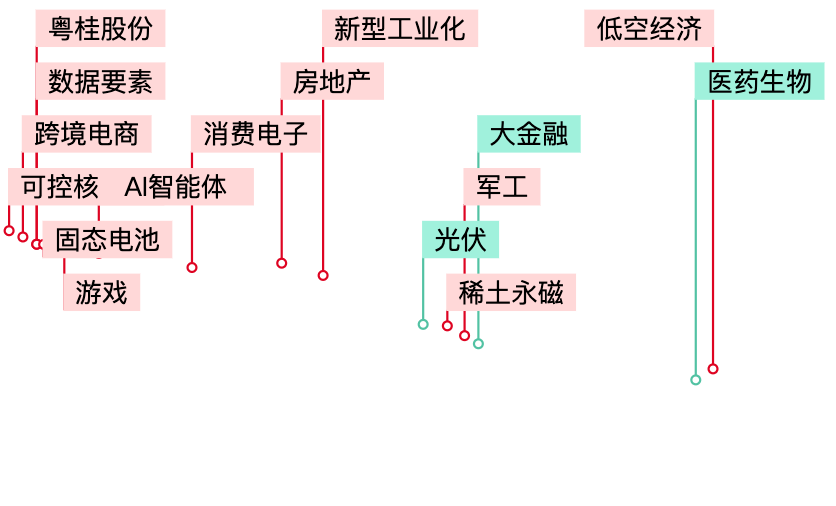 粤桂股份
新型工业化
低空经济
数据要素
房地产
医药生物
跨境电商
消费电子
大金融
可控核
AI智能体
军工
固态电池
光伏
游戏
稀土永磁